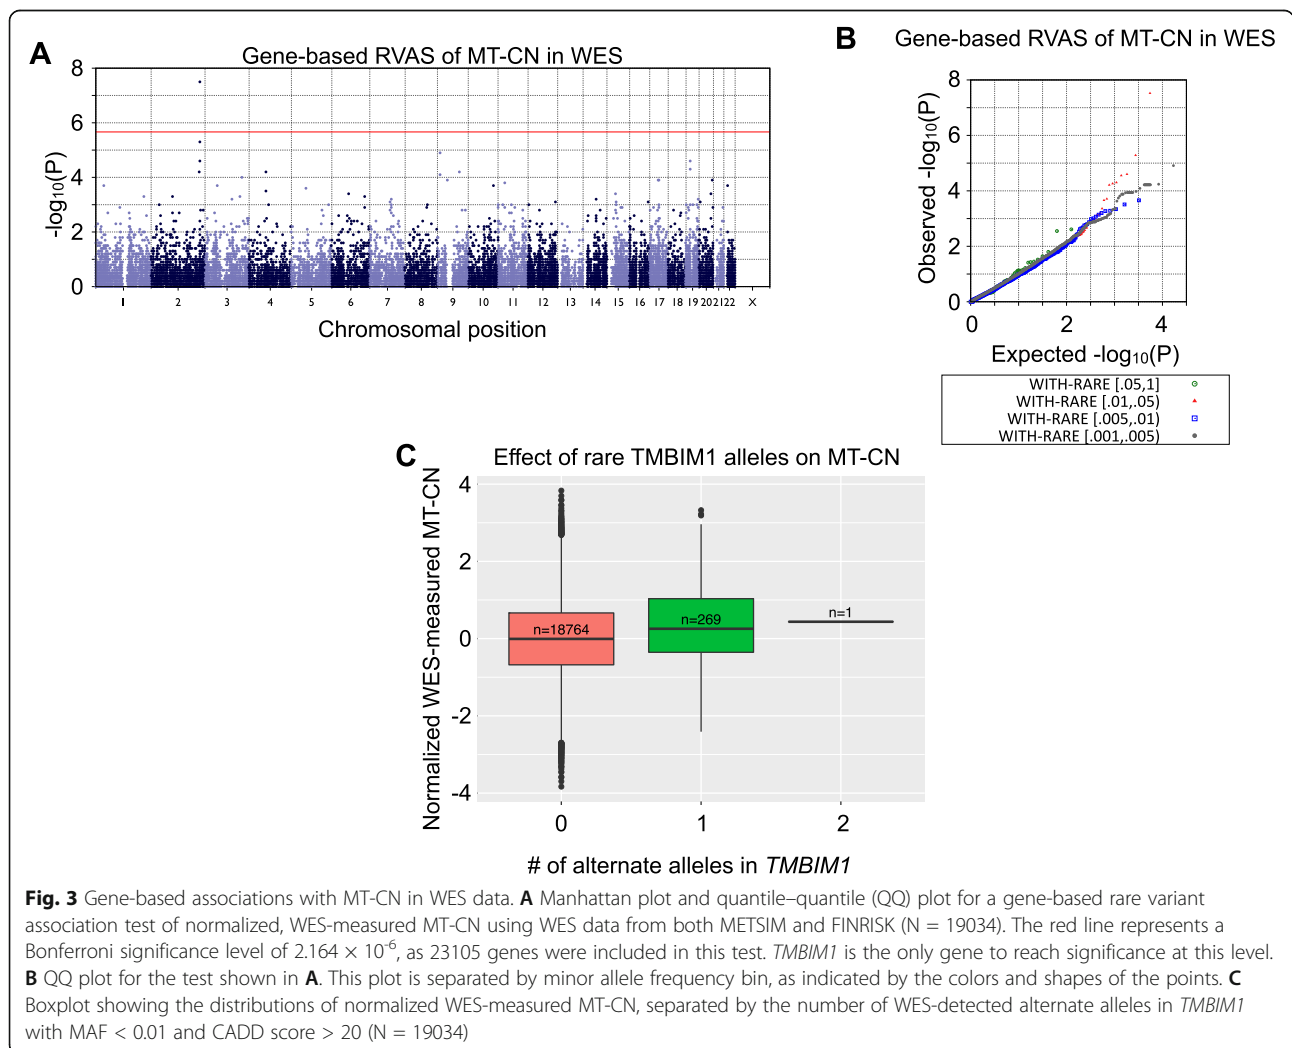 A
Gene-based RVAS of MT-CN in WES
8
6
4
2
0
-log10(P)
1 2 3 4 5 6 7 8 9 10 11 12 13 14 15 16 17 18 19 20 21 22 X
Chromosomal position
B
Gene-based RVAS of MT-CN in WES
8
6
4
2
0
Observed -log10(P)
0 2 4
Expected -log10(P)
WITH-RARE [.05,1]
WITH-RARE [.01,.05)
WITH-RARE [.005,.01)
WITH-RARE [.001,.005)
C
Effect of rare TMBIM1 alleles on MT-CN
4
2
0
-2
-4
Normalized WES-measured MT-CN
n=18764
n=269
n=1
0 1 2
# of alternate alleles in TMBIM1
Fig. 3 Gene-based associations with MT-CN in WES data. A Manhattan plot and quantile–quantile (QQ) plot for a gene-based rare variant
association test of normalized, WES-measured MT-CN using WES data from both METSIM and FINRISK (N = 19034). The red line represents a
Bonferroni significance level of 2.164 × 10-6, as 23105 genes were included in this test. TMBIM1 is the only gene to reach significance at this level.
B QQ plot for the test shown in A. This plot is separated by minor allele frequency bin, as indicated by the colors and shapes of the points. C
Boxplot showing the distributions of normalized WES-measured MT-CN, separated by the number of WES-detected alternate alleles in TMBIM1
with MAF < 0.01 and CADD score > 20 (N = 19034)